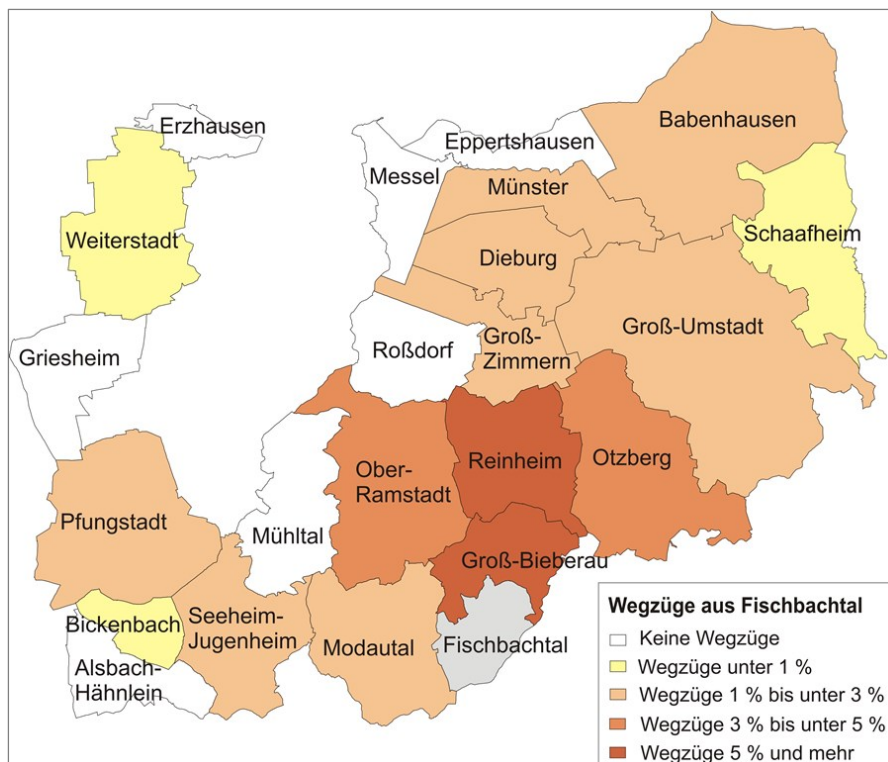 Erzhausen
Babenhausen
Eppertshausen
Messel
Münster
Schaafheim
Weiterstadt
Dieburg
Groß-Umstadt
Griesheim
Roßdorf
Groß-
Zimmern
Ober-
Ramstadt
Reinheim
Otzberg
Pfungstadt
Mühltal
Groß-Bieberau
Bickenbach
Seeheim-
Jugenheim
Modautal
Fischbachtal
Alsbach-
Hähnlein
Wegzüge aus Fischbachtal
Keine Wegzüge
Wegzüge unter 1 %
Wegzüge 1 % bis unter 3 %
Wegzüge 3 % bis unter 5 %
Wegzüge 5 % und mehr